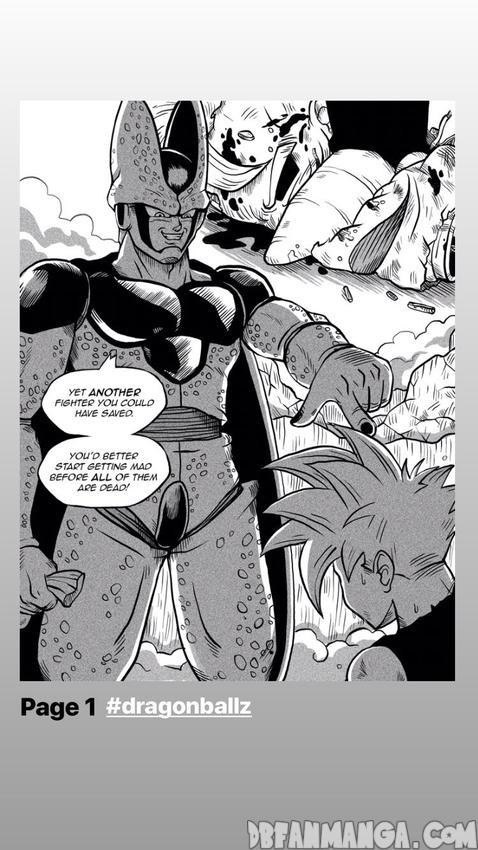 YET ANOTHER
FIGHTER YOU COULD
HAVE SAVED.
YOU'D BETTER
START GETTING MAD
BEFORE ALL OF THEM
ARE DEAD!
Page 1 #dragonballz
DBFANMANGA.COM